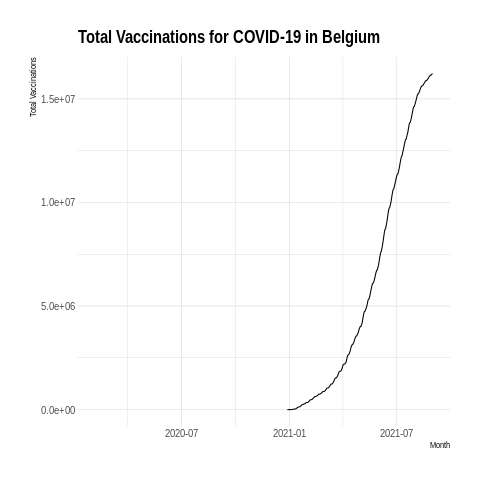 Total Vaccinations for COVID-19 in Belgium
Total Vaccinations
1.5e+07
1.0e+07
5.0e+06
0.0e+00
2020-07
2021-01
2021-07
Month